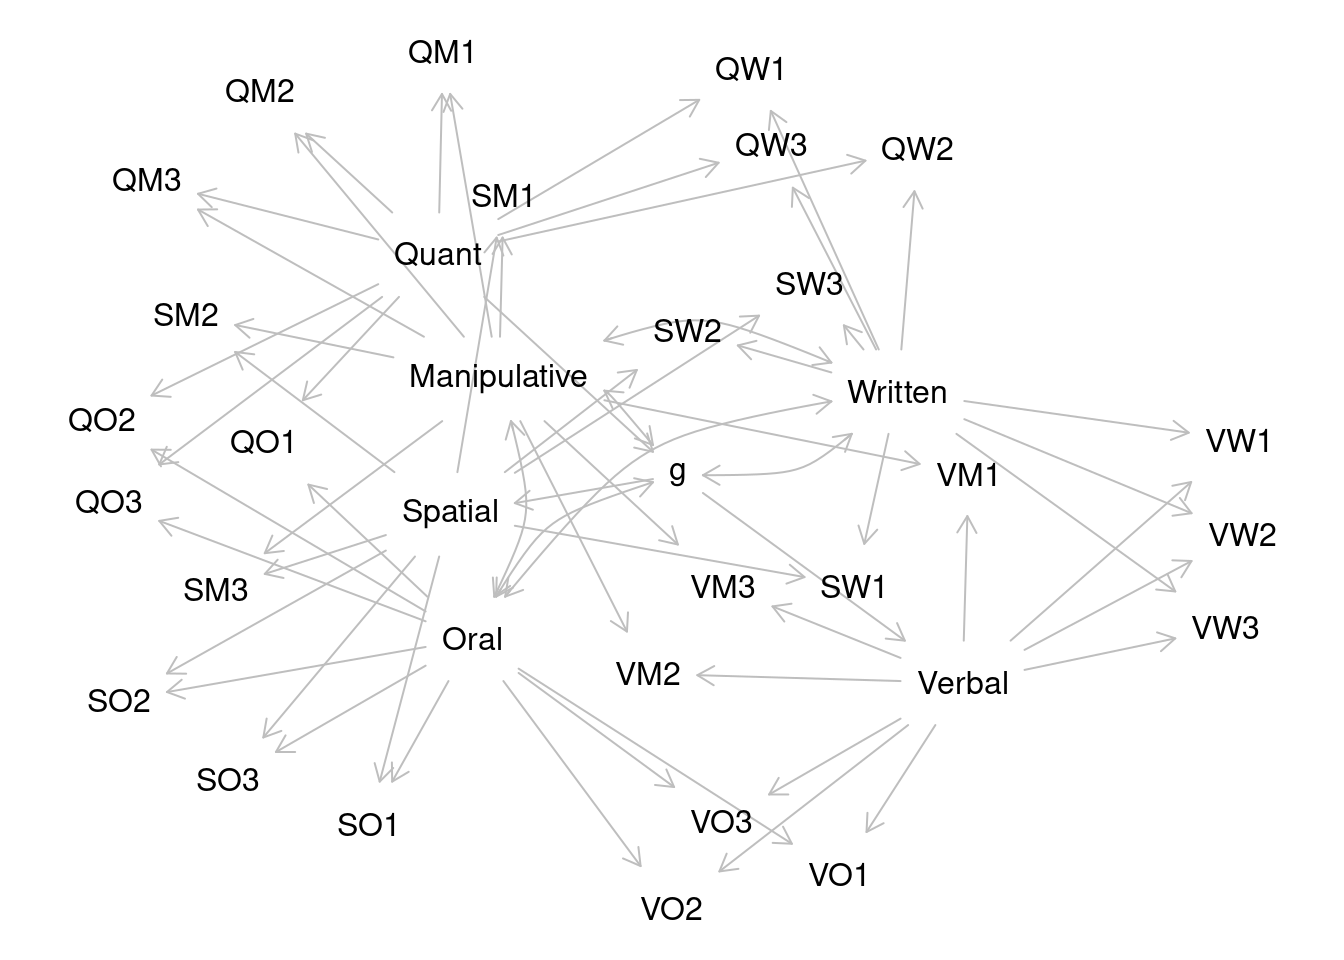 QM1
QW1
QM2
QW3
QW2
QM3
SM1
Quant
SW3
SM2
SW2
Manipulative
Written
QO2
QO1
VW1
g
VM1
QO3
Spatial
VW2
SM3
VM3
SW1
VW3
Oral
VM2
Verbal
SO2
SO3
SO1
VO3
VO1
VO2